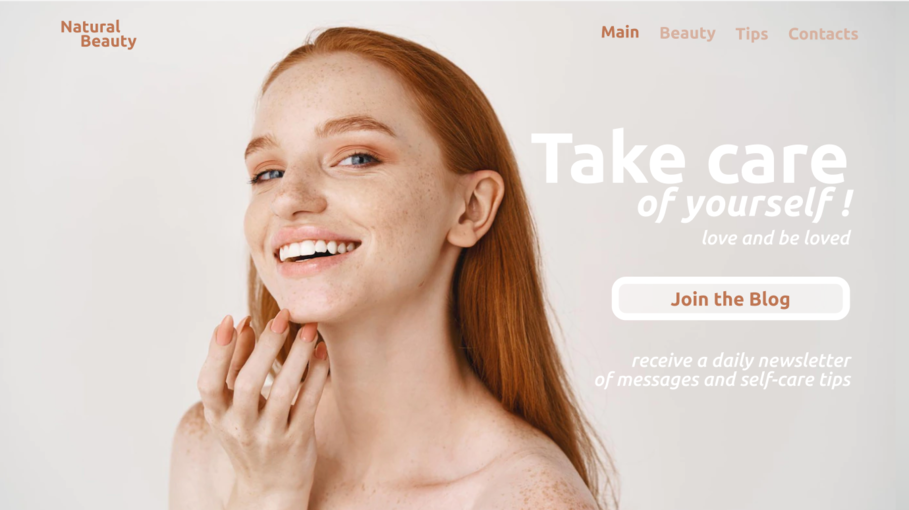 Natural
Beauty
Main Beauty Tips Contacts
Take care
of yourself !
love and be loved
Join the Blog
receive a daily newsletter
of messages and self-care tips